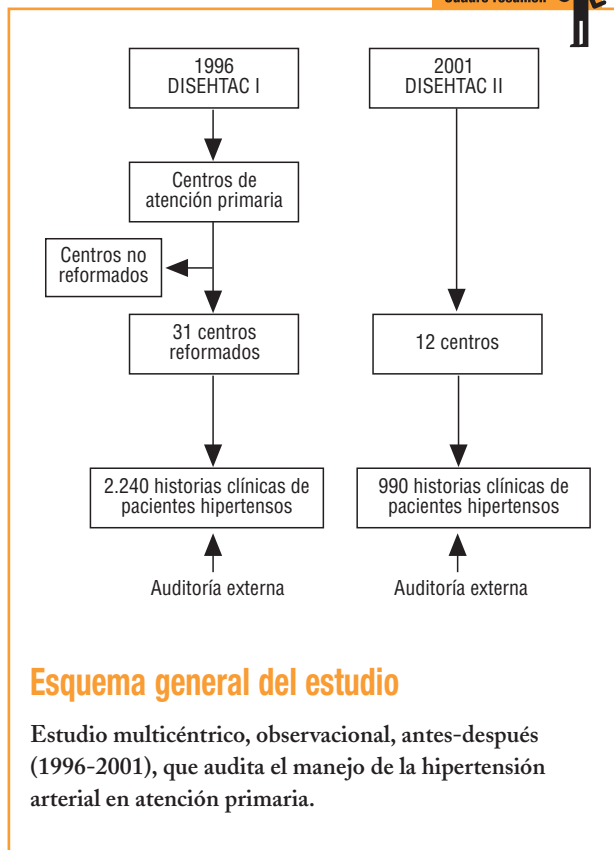 Cuadro resumen
1996
DISEHTAC I
2001
DISEHTAC II
Centros de
atención primaria
Centros no
reformados
31 centros
reformados
12 centros
2.240 historias clínicas de
pacientes hipertensos
990 historias clínicas de
pacientes hipertensos
Auditoría externa
Auditoría externa
Esquema general del estudio
Estudio multicéntrico, observacional, antes-después
(1996-2001), que audita el manejo de la hipertensión
arterial en atención primaria.